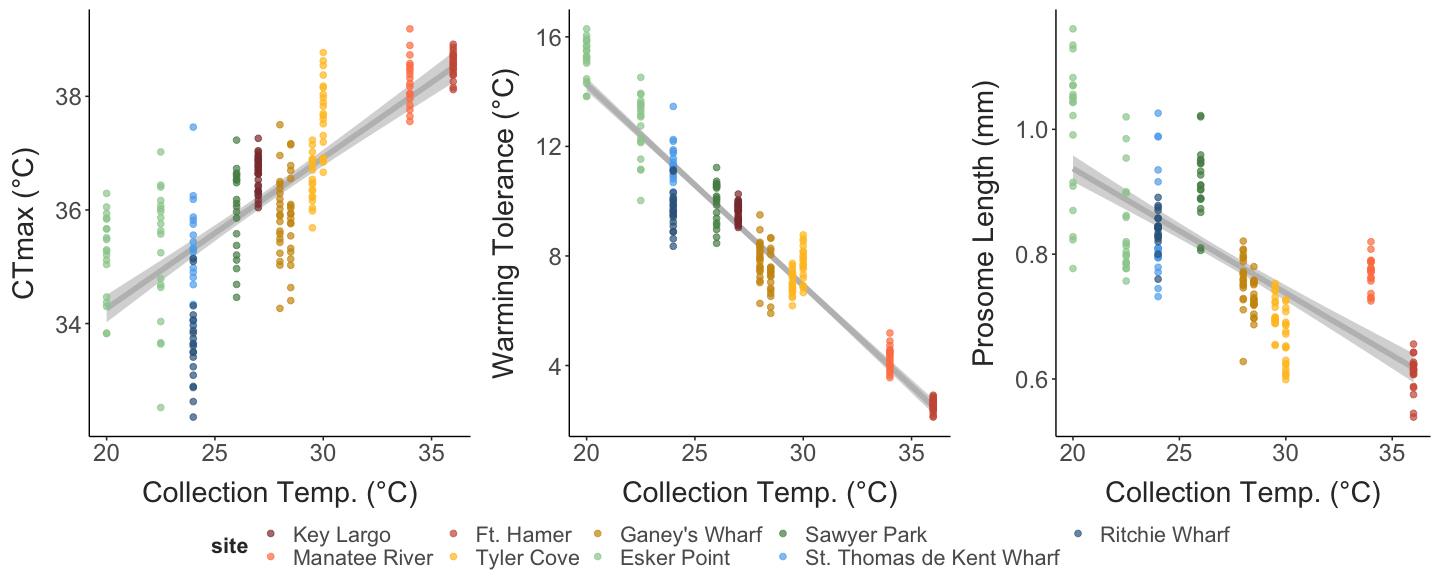 CTmax (°C)
38
36
34
20 25 30 35
Collection Temp. (°C)
Warming Tolerance (°C)
16
12
8
4
20 25 30 35
Collection Temp. (°C)
Prosome Length (mm)
1.0
0.8
0.6
20 25 30 35
Collection Temp. (°C)
site
Key Largo Ft. Hamer Ganey's Wharf Sawyer Park Ritchie Wharf
Manatee River Tyler Cove Esker Point St. Thomas de Kent Wharf